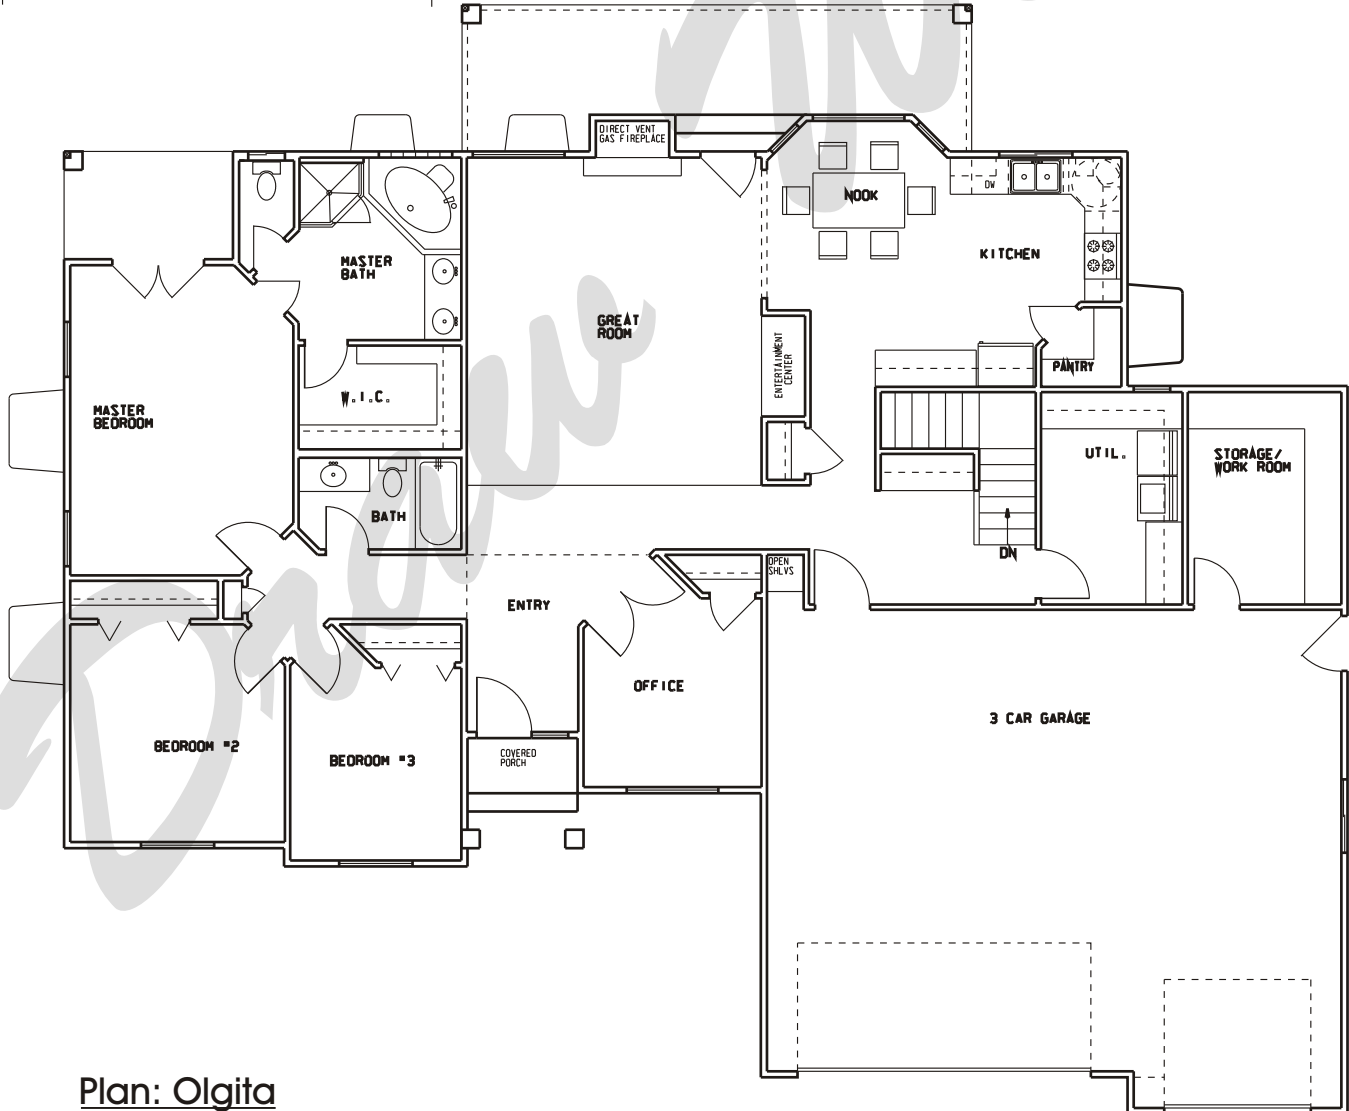 DIRECT VENT
GAS FIREPLACE
NOOK
DW
KITCHEN
MASTER
BATH
GREAT
ROOM
ENTERTAINMENT
CENTER
PANTRY
W.I.C.
MASTER
BEDROOM
UTIL.
STORAGE/
WORK ROOM
BATH
DN
OPEN
SHLVS
ENTRY
OFFICE
3 CAR GARAGE
BEDROOM #2
BEDROOM #3
COVERED
PORCH
Plan: Olgita
Draw